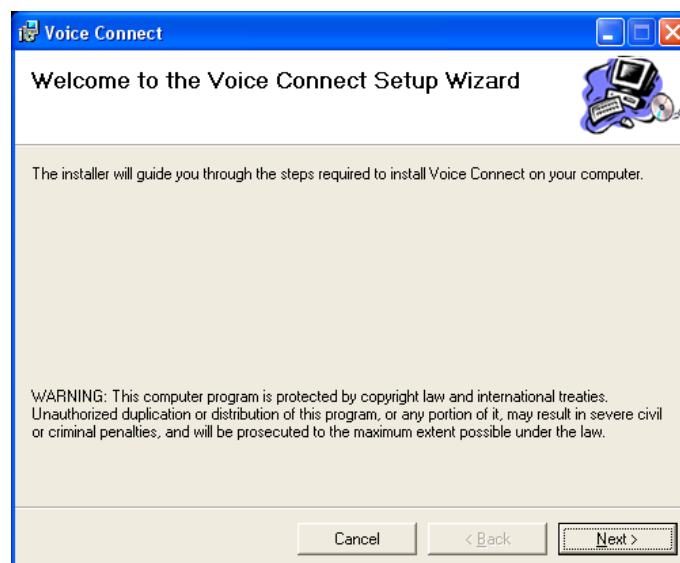 Voice Connect
Welcome to the Voice Connect Setup Wizard
The installer will guide you through the steps required to install Voice Connect on your computer.
WARNING: This computer program is protected by copyright law and international treaties.
Unauthorized duplication or distribution of this program, or any portion of it, may result in severe civil
or criminal penalties, and will be prosecuted to the maximum extent possible under the law.
Cancel
< Back
Next >